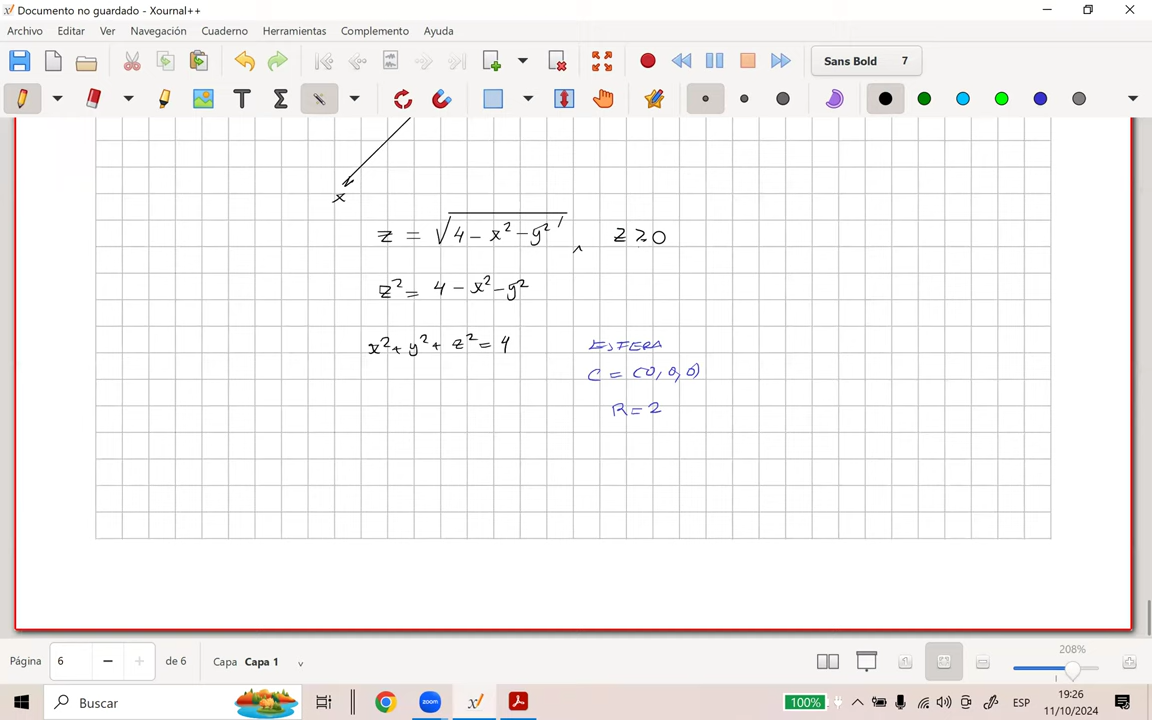 Documento no guardado - Xournal++
Archivo Editar Ver Navegación Cuaderno Herramientas Complemento Ayuda
Sans Bold 7
x
z = √4 - x² - y² ^ z ≥ 0
z² = 4 - x² - y²
x² + y² + z² = 4 ESFERA
C = (0, 0, 0)
R = 2
208%
Página 6 de 6 Capa Capa 1
Buscar
zoom
100%
ESP
19:26
11/10/2024